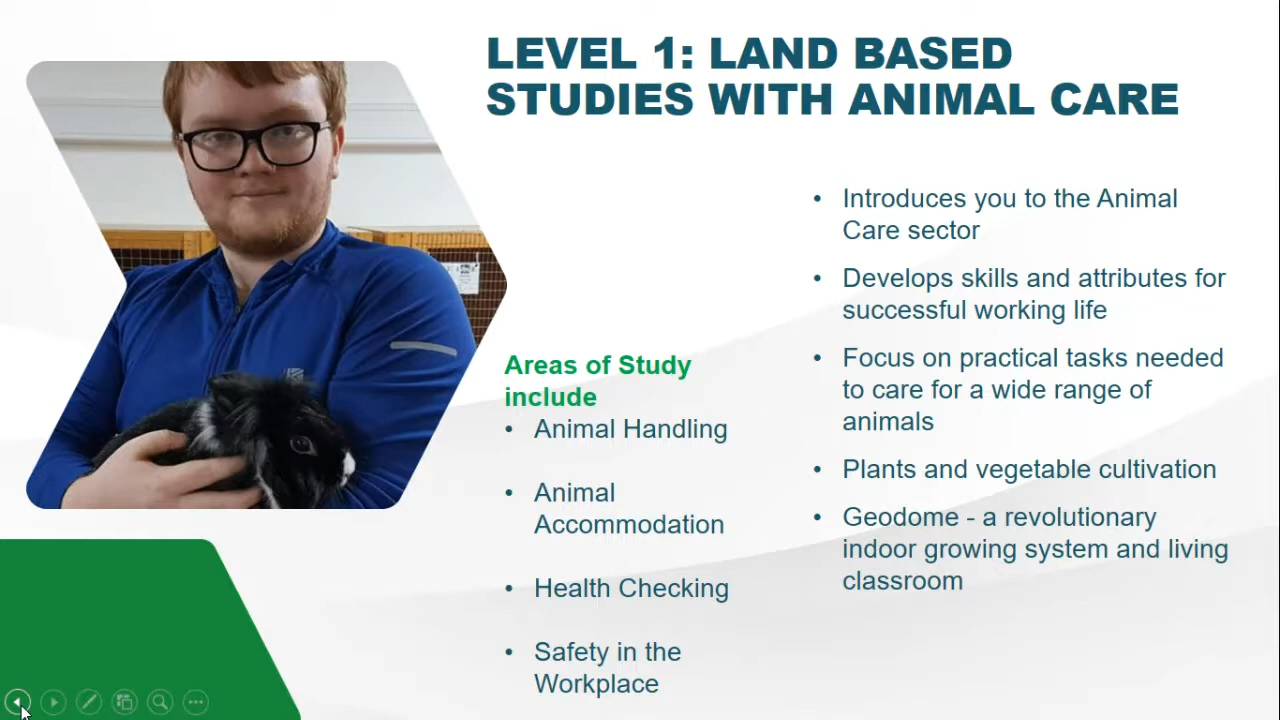 LEVEL 1: LAND BASED
STUDIES WITH ANIMAL CARE
Areas of Study
include
• Animal Handling
• Animal
Accommodation
• Health Checking
• Safety in the
Workplace
• Introduces you to the Animal
Care sector
• Develops skills and attributes for
successful working life
• Focus on practical tasks needed
to care for a wide range of
animals
• Plants and vegetable cultivation
• Geodome - a revolutionary
indoor growing system and living
classroom